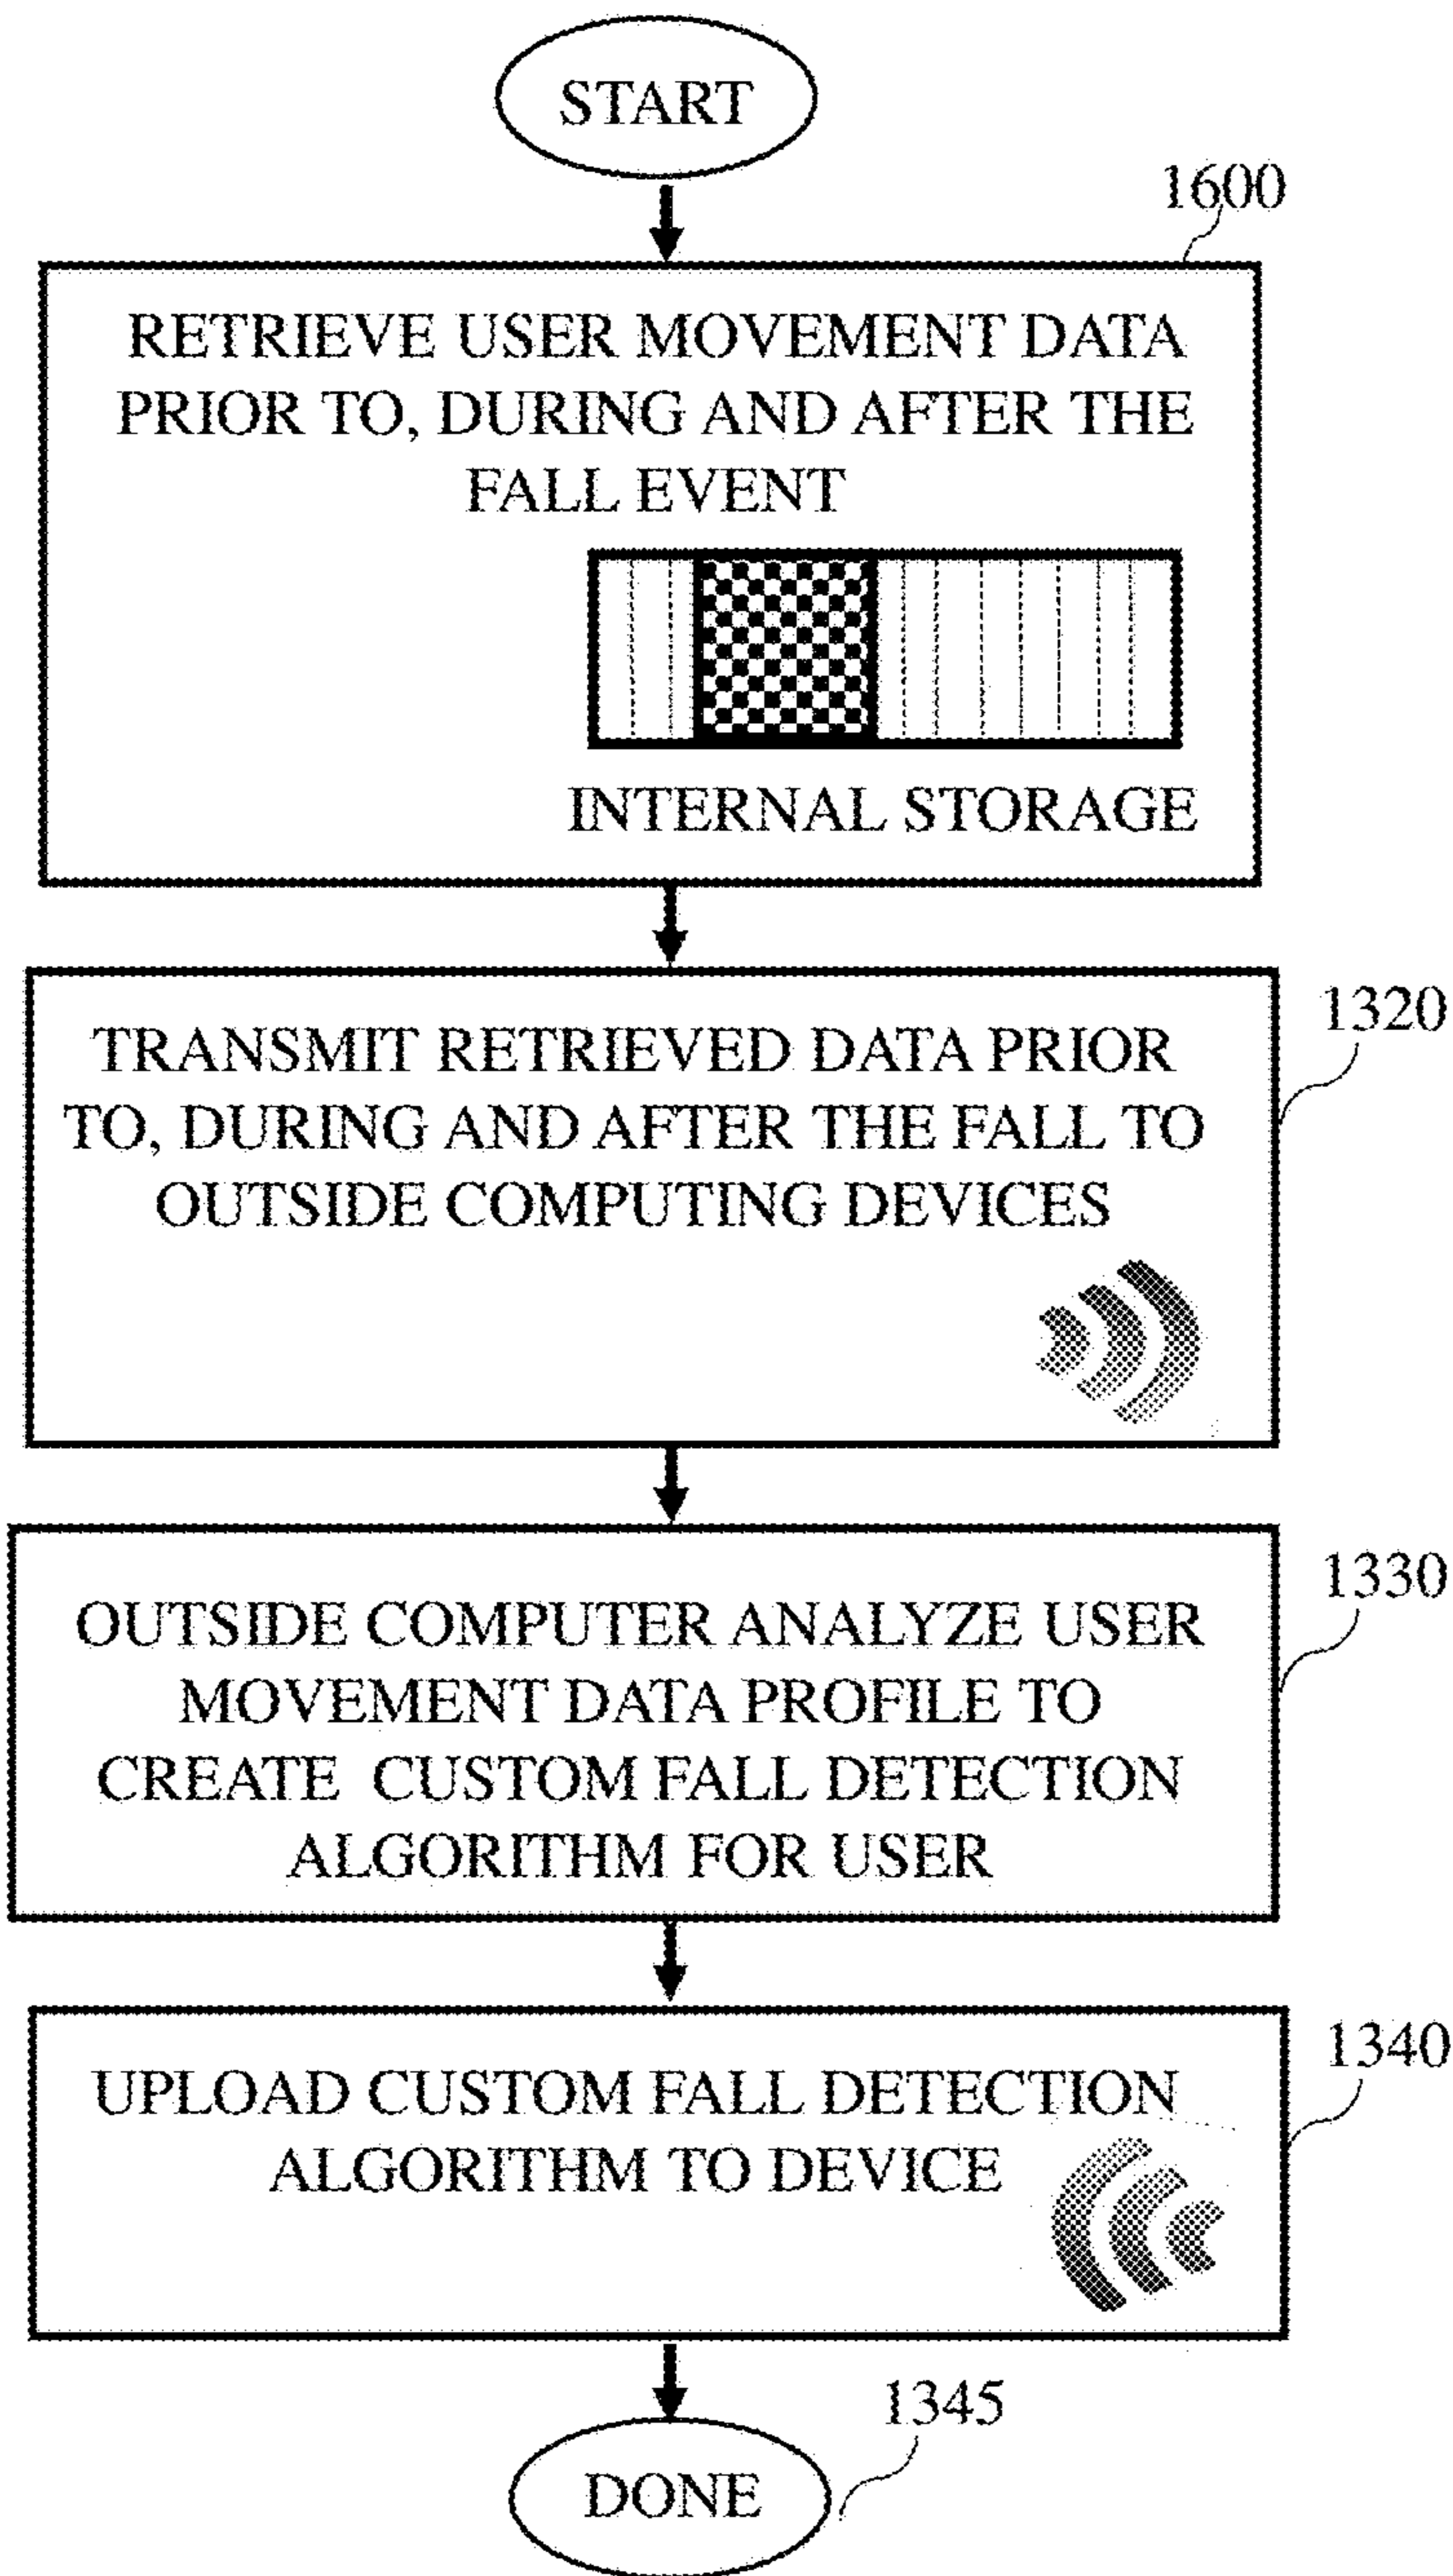 START
1600
RETRIEVE USER MOVEMENT DATA
PRIOR TO, DURING AND AFTER THE
FALL EVENT
INTERNAL STORAGE
1320
TRANSMIT RETRIEVED DATA PRIOR
TO, DURING AND AFTER THE FALL TO
OUTSIDE COMPUTING DEVICES
1330
OUTSIDE COMPUTER ANALYZE USER
MOVEMENT DATA PROFILE TO
CREATE CUSTOM FALL DETECTION
ALGORITHM FOR USER
1340
UPLOAD CUSTOM FALL DETECTION
ALGORITHM TO DEVICE
1345
DONE